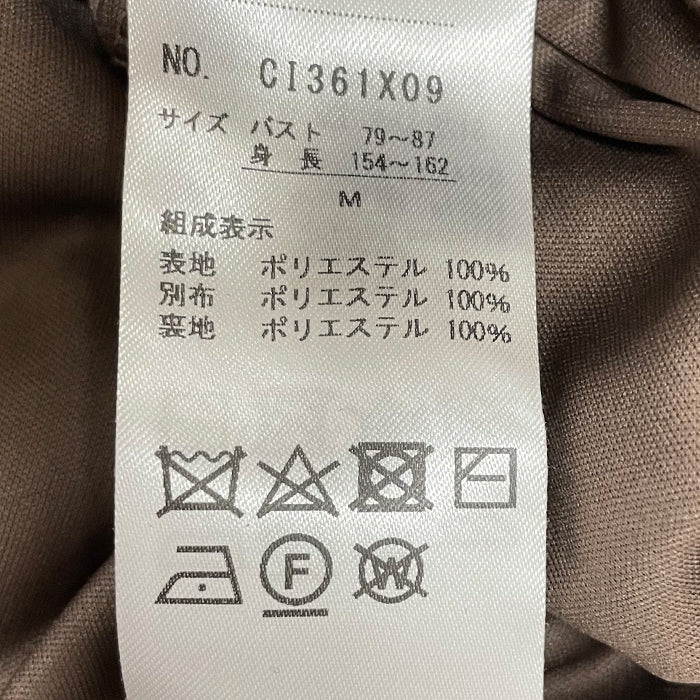 NO. CI361X09
サイズ バスト 79〜87
身長 154〜162
M
組成表示
表地 ポリエステル 100%
別布 ポリエステル 100%
裏地 ポリエステル 100%
F W